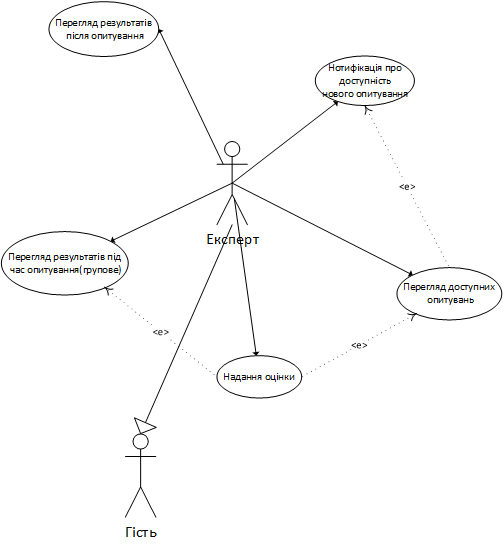 Перегляд результатів
після опитування
Нотифікація про
доступність
нового опитування
<e>
Експерт
Перегляд результатів під
час опитування(групове)
Перегляд доступних
опитувань
<e>
<e>
Надання оцінки
Гість